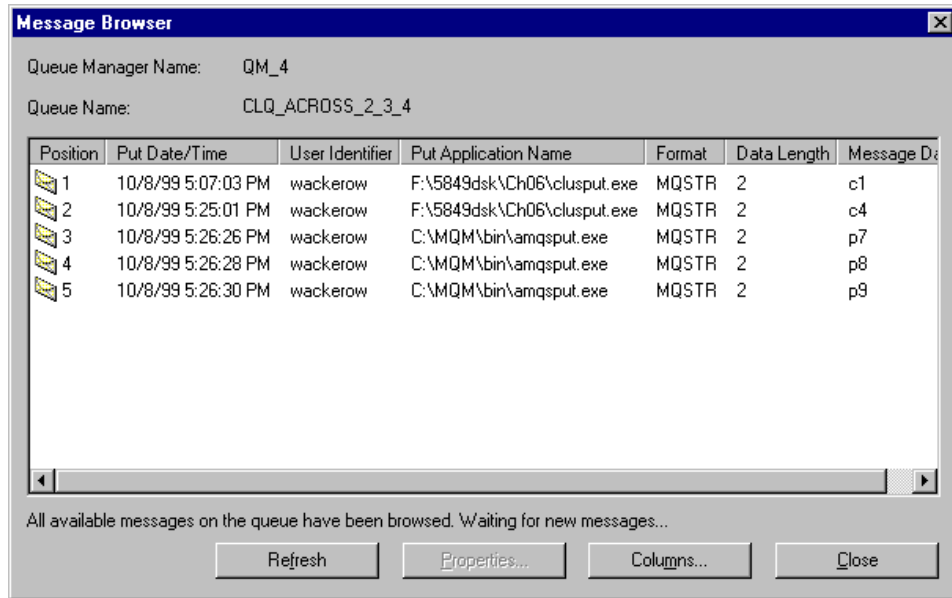 Message Browser
Queue Manager Name: QM_4
Queue Name: CLQ_ACROSS_2_3_4
Position Put Date/Time User Identifier Put Application Name Format Data Length Message Da
1 10/8/99 5:07:03 PM wackerow F:\5849dsk\Ch06\clusput.exe MQSTR 2 c1
2 10/8/99 5:25:01 PM wackerow F:\5849dsk\Ch06\clusput.exe MQSTR 2 c4
3 10/8/99 5:26:26 PM wackerow C:\MQM\bin\amqsput.exe MQSTR 2 p7
4 10/8/99 5:26:28 PM wackerow C:\MQM\bin\amqsput.exe MQSTR 2 p8
5 10/8/99 5:26:30 PM wackerow C:\MQM\bin\amqsput.exe MQSTR 2 p9
All available messages on the queue have been browsed. Waiting for new messages...
Refresh Properties... Columns... Close